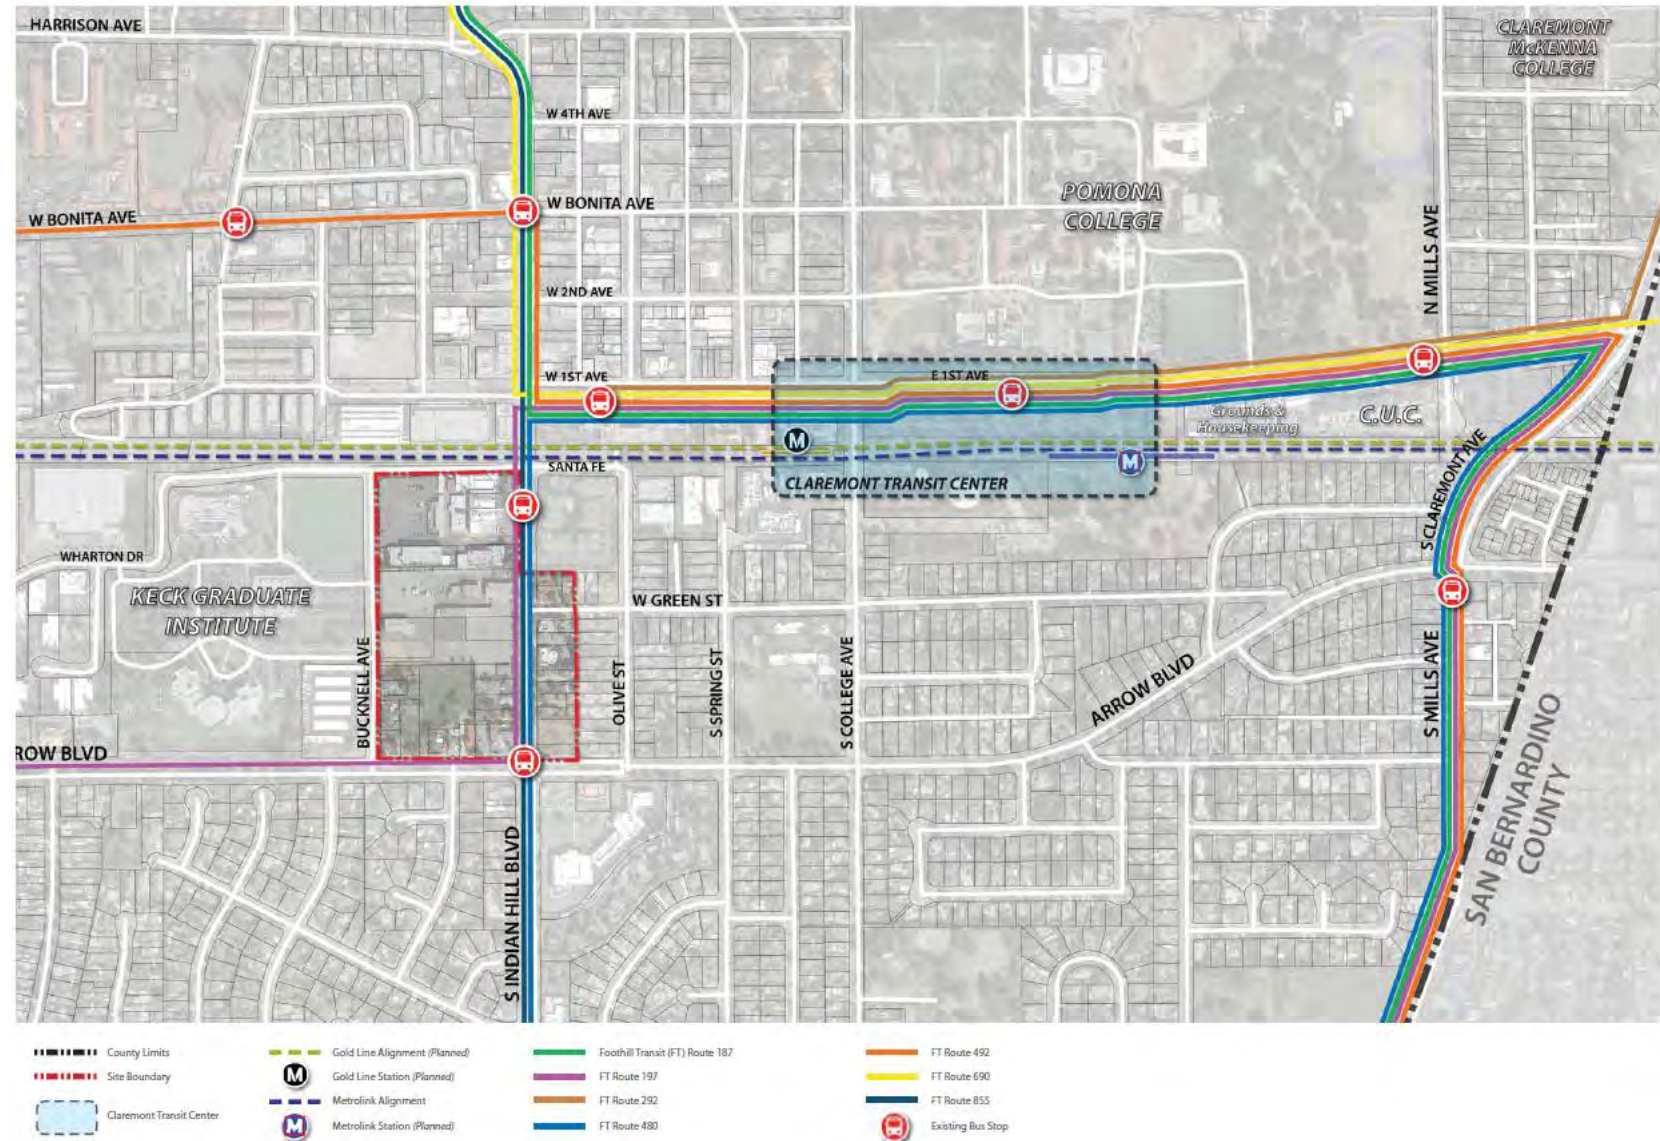 HARRISON AVE
CLAREMONT
McKENNA
COLLEGE
W 4TH AVE
POMONA
COLLEGE
W BONITA AVE
W BONITA AVE
N MILLS AVE
W 2ND AVE
W 1ST AVE
E 1ST AVE
Grounds &
Housekeeping
C.U.C.
M
SANTA FE
M
CLAREMONT TRANSIT CENTER
S CLAREMONT AVE
WHARTON DR
KECK GRADUATE
INSTITUTE
W GREEN ST
BUCKNELL AVE
OLIVE ST
S SPRING ST
S COLLEGE AVE
ARROW BLVD
S MILLS AVE
ROW BLVD
S INDIAN HILL BLVD
SAN BERNARDINO
COUNTY
County Limits
Site Boundary
Claremont Transit Center
Gold Line Alignment (Planned)
M
Gold Line Station (Planned)
Metrolink Alignment
M
Metrolink Station (Planned)
Foothill Transit (FT) Route 187
FT Route 197
FT Route 292
FT Route 480
FT Route 492
FT Route 690
FT Route 855
Existing Bus Stop